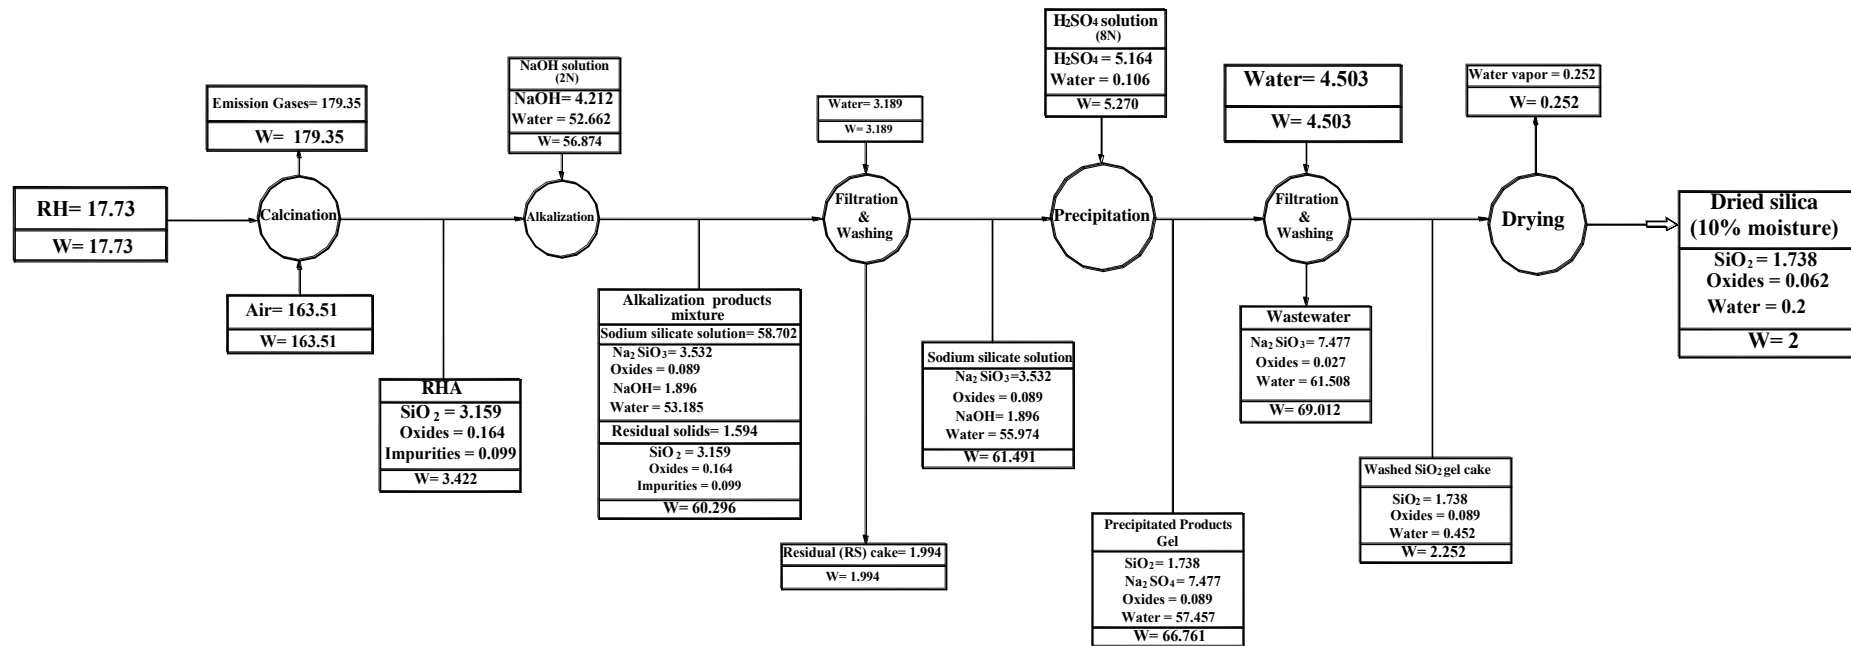 RH= 17.73
W= 17.73
Emission Gases= 179.35
W= 179.35
Calcination
Air= 163.51
W= 163.51
RHA
SiO2 = 3.159
Oxides = 0.164
Impurities = 0.099
W= 3.422
NaOH solution
(2N)
NaOH= 4.212
Water = 52.662
W= 56.874
Alkalization
Alkalization products
mixture
Sodium silicate solution= 58.702
Na2 SiO3= 3.532
Oxides = 0.089
NaOH= 1.896
Water = 53.185
Residual solids= 1.594
SiO2 = 3.159
Oxides = 0.164
Impurities = 0.099
W= 60.296
Water= 3.189
W= 3.189
Filtration
&
Washing
Residual (RS) cake= 1.994
W= 1.994
Sodium silicate solution
Na2 SiO3=3.532
Oxides = 0.089
NaOH= 1.896
Water = 55.974
W= 61.491
H2SO4 solution
(8N)
H2SO4 = 5.164
Water = 0.106
W= 5.270
Precipitation
Precipitated Products
Gel
SiO2= 1.738
Na2 SO4= 7.477
Oxides = 0.089
Water = 57.457
W= 66.761
Water= 4.503
W= 4.503
Filtration
&
Washing
Wastewater
Na2 SiO3= 7.477
Oxides = 0.027
Water= 61.508
W= 69.012
Washed SiO2 gel cake
SiO2= 1.738
Oxides = 0.089
Water = 0.452
W= 2.252
Water vapor = 0.252
W= 0.252
Drying
Dried silica
(10% moisture)
SiO2 = 1.738
Oxides = 0.062
Water = 0.2
W= 2